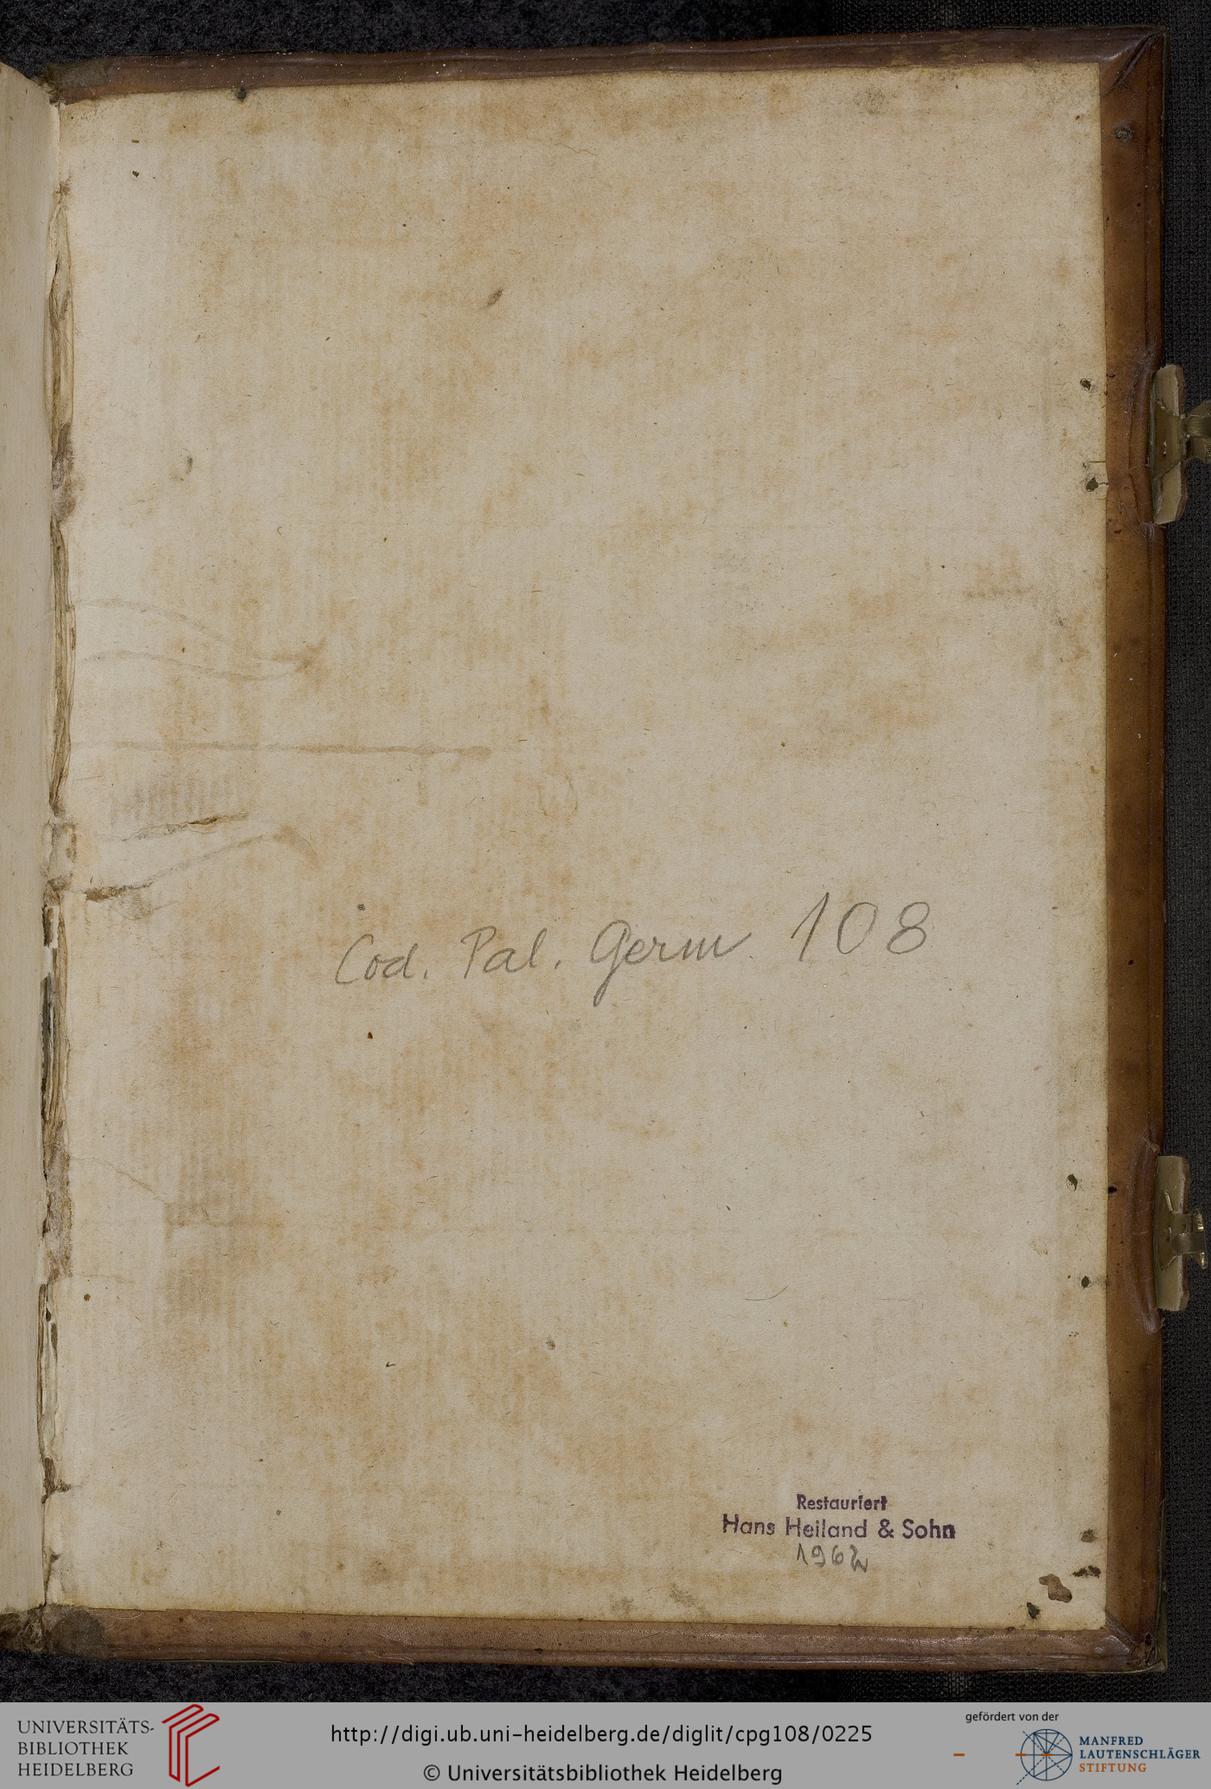 Cod. Pal. Germ. 108
Restauriert
Hans Heiland & Sohn
1962
UNIVERSITÄTS-
BIBLIOTHEK
HEIDELBERG
http://digi.ub.uni-heidelberg.de/diglit/cpg108/0225
© Universitätsbibliothek Heidelberg
gefördert von der
MANFRED
LAUTENSCHLÄGER
STIFTUNG